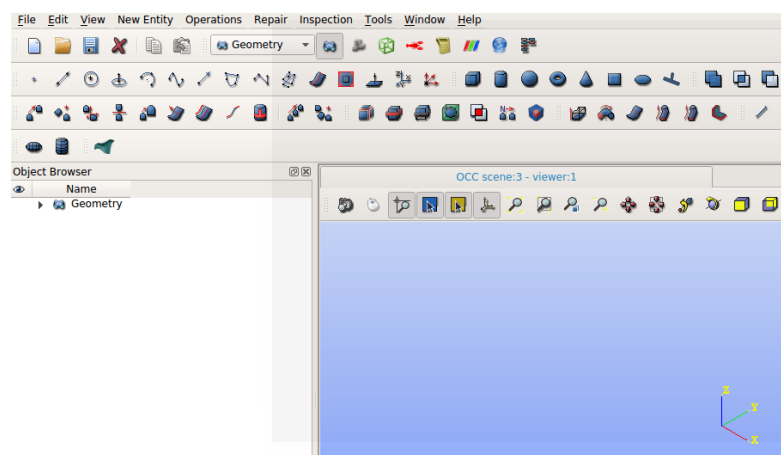 File Edit View New Entity Operations Repair Inspection Tools Window Help
Geometry
Object Browser
Name
Geometry
OCC scene:3 - viewer:1
Z
Y
X